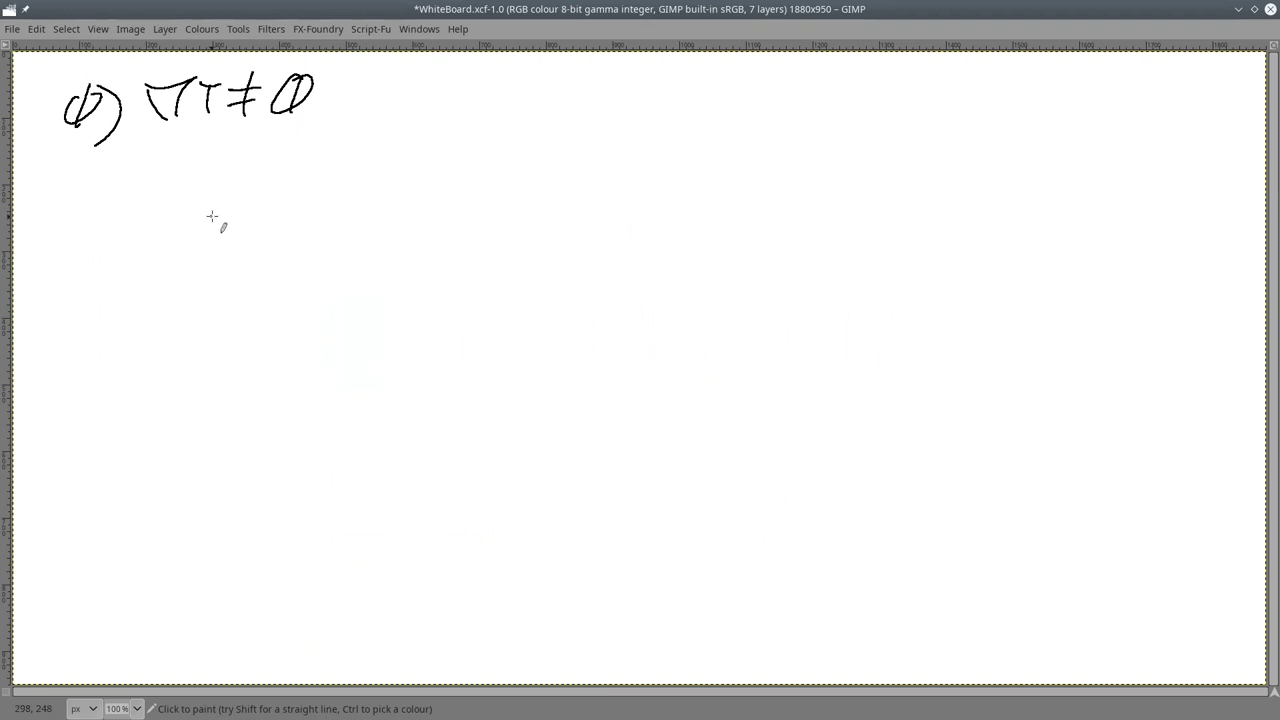 *WhiteBoard.xcf-1.0 (RGB colour 8-bit gamma integer, GIMP built-in sRGB, 7 layers) 1880x950 – GIMP
File Edit Select View Image Layer Colours Tools Filters FX-Foundry Script-Fu Windows Help
0) ∇T ≠ 0
298, 248 px 100% Click to paint (try Shift for a straight line, Ctrl to pick a colour)